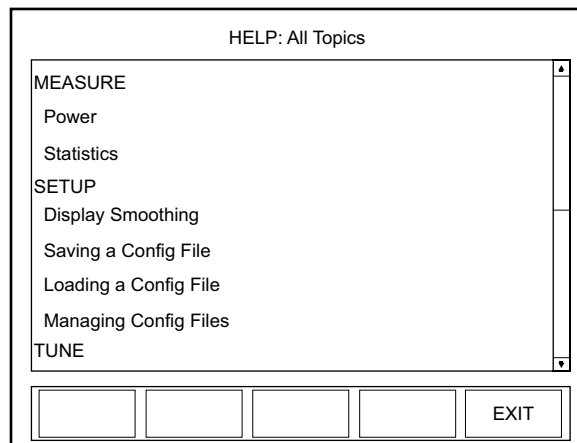 HELP: All Topics
MEASURE
Power
Statistics
SETUP
Display Smoothing
Saving a Config File
Loading a Config File
Managing Config Files
TUNE
EXIT